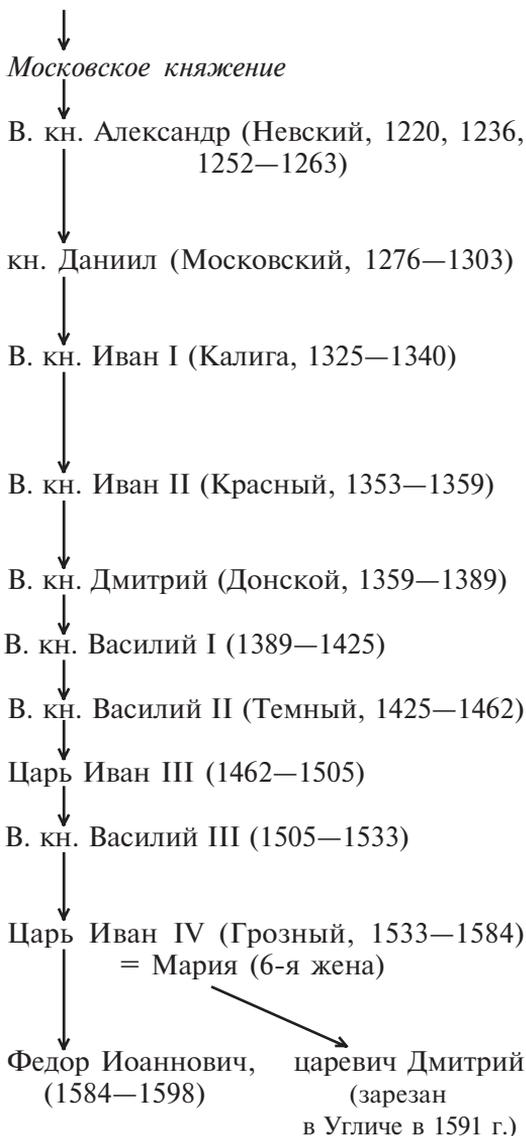 Московское княжение
В. кн. Александр (Невский, 1220, 1236,
1252—1263)
кн. Даниил (Московский, 1276—1303)
В. кн. Иван I (Калига, 1325—1340)
В. кн. Иван II (Красный, 1353—1359)
В. кн. Дмитрий (Донской, 1359—1389)
В. кн. Василий I (1389—1425)
В. кн. Василий II (Темный, 1425—1462)
Царь Иван III (1462—1505)
В. кн. Василий III (1505—1533)
Царь Иван IV (Грозный, 1533—1584)
= Мария (6-я жена)
Федор Иоаннович,
(1584—1598)
царевич Дмитрий
(зарезан
в Угличе в 1591 г.)